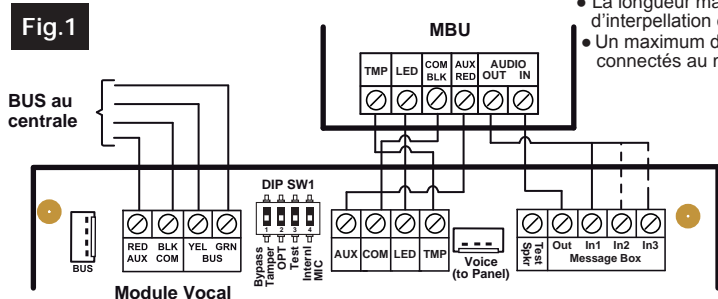 Fig.1
● La longueur ma
d'interpellation
● Un maximum d
connectés au
MBU
TMP LED COM BLK AUX RED AUDIO OUT IN
BUS au
centrale
DIP SW1
1 2 3 4
BUS
RED AUX BLK COM YEL GRN BUS
Bypass Tamper
OPT
Test
Internl MIC
AUX COM LED TMP
Voice
(to Panel)
Test Spkr
Out In1 In2 In3
Message Box
Module Vocal